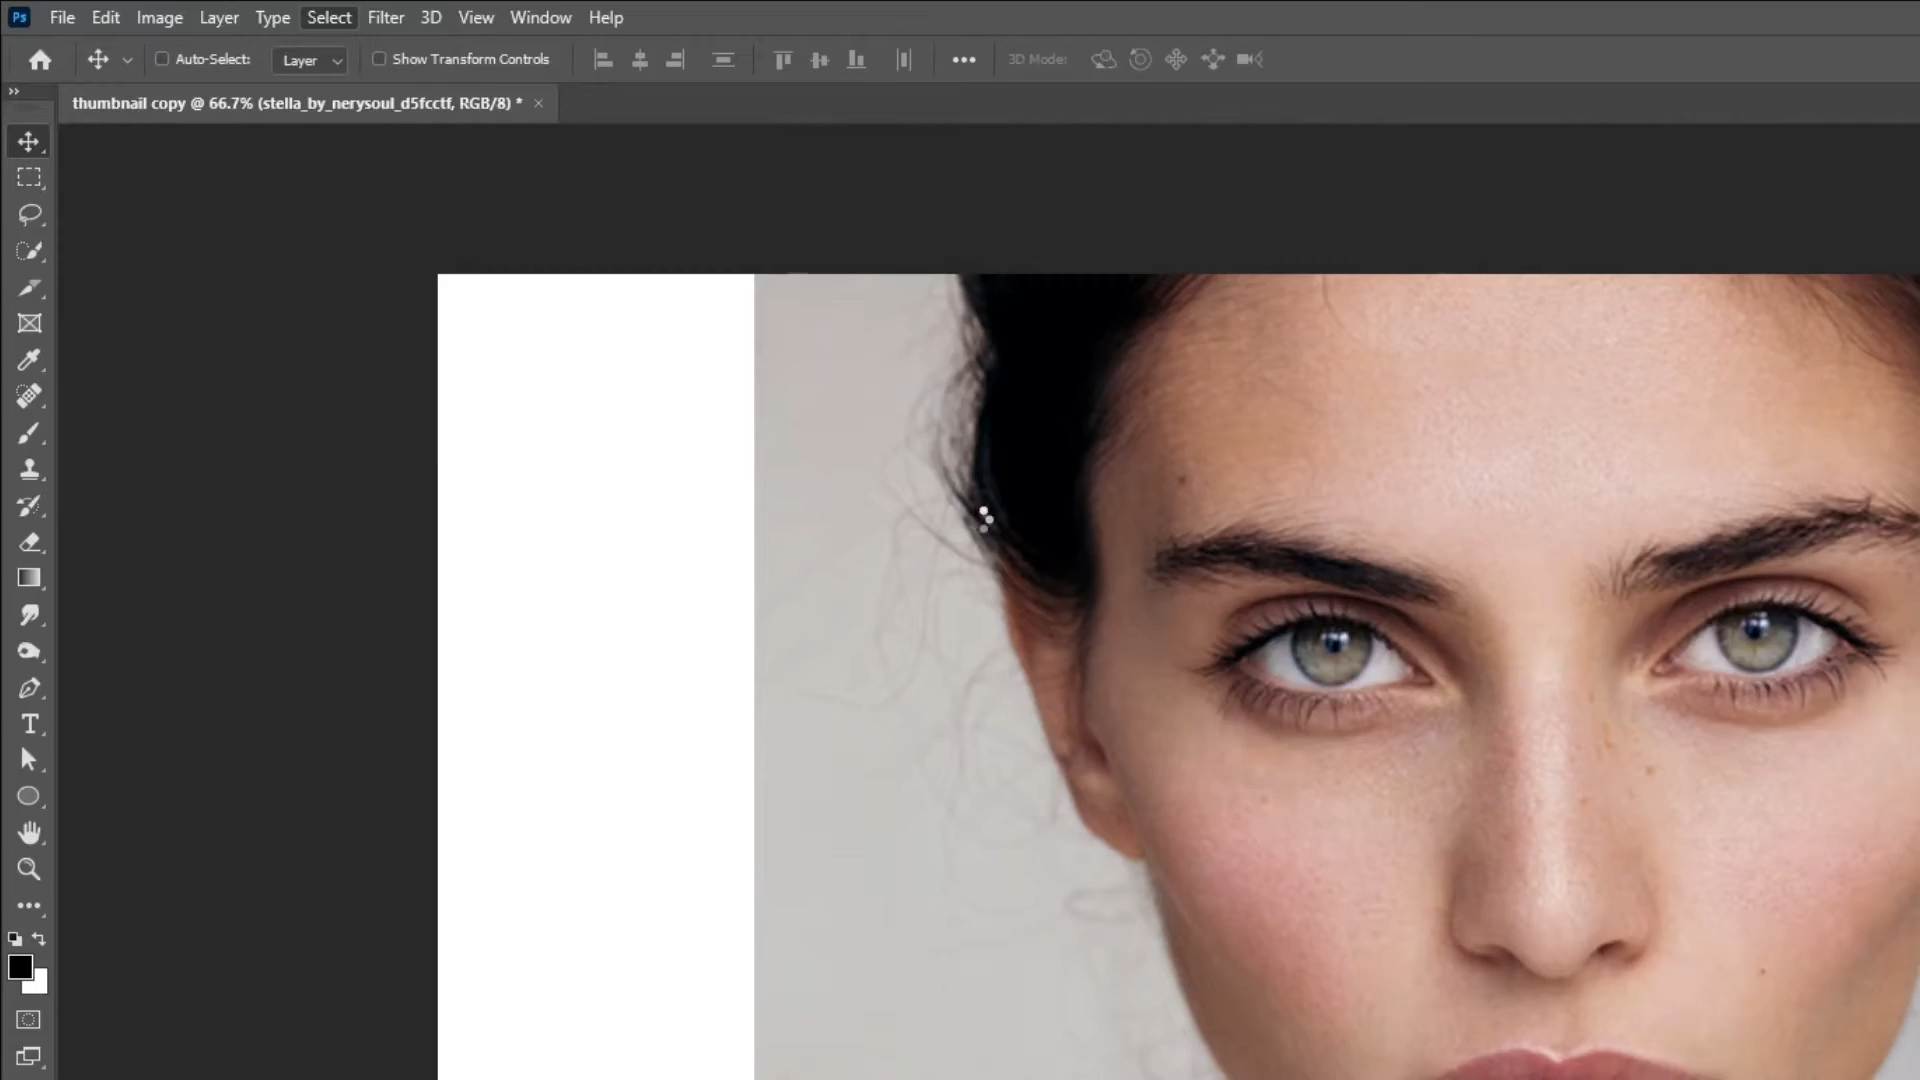 Ps File Edit Image Layer Type Select Filter 3D View Window Help
Auto-Select: Layer Show Transform Controls 3D Mode:
thumbnail copy @ 66.7% (stella_by_nerysoul_d5fcctf, RGB/8) * ×
T